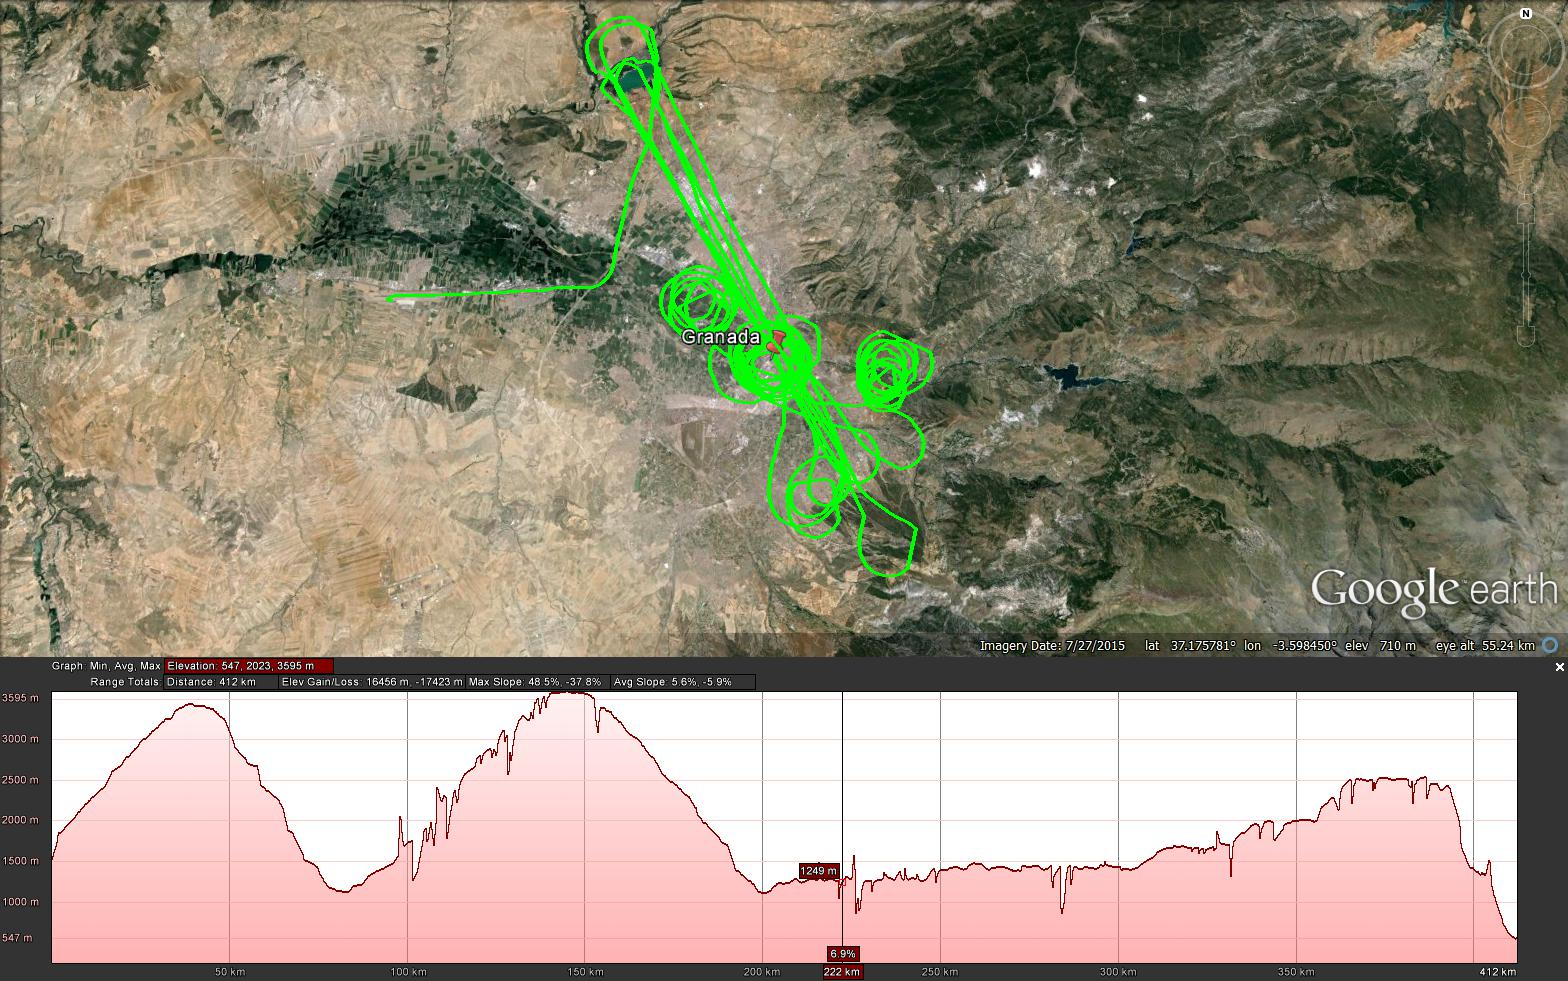 N
Granada
Google earth
Imagery Date: 7/27/2015 lat 37.175781° lon -3.598450° elev 710 m eye alt 55.24 km
Graph: Min, Avg, Max Elevation: 547, 2023, 3595 m
Range Totals: Distance: 412 km Elev Gain/Loss: 16456 m, -17423 m Max Slope: 48.5%, -37.8% Avg Slope: 5.6%, -5.9%
3595 m
3000 m
2500 m
2000 m
1500 m
1249 m
1000 m
547 m
6.9%
50 km 100 km 150 km 200 km 222 km 250 km 300 km 350 km 412 km